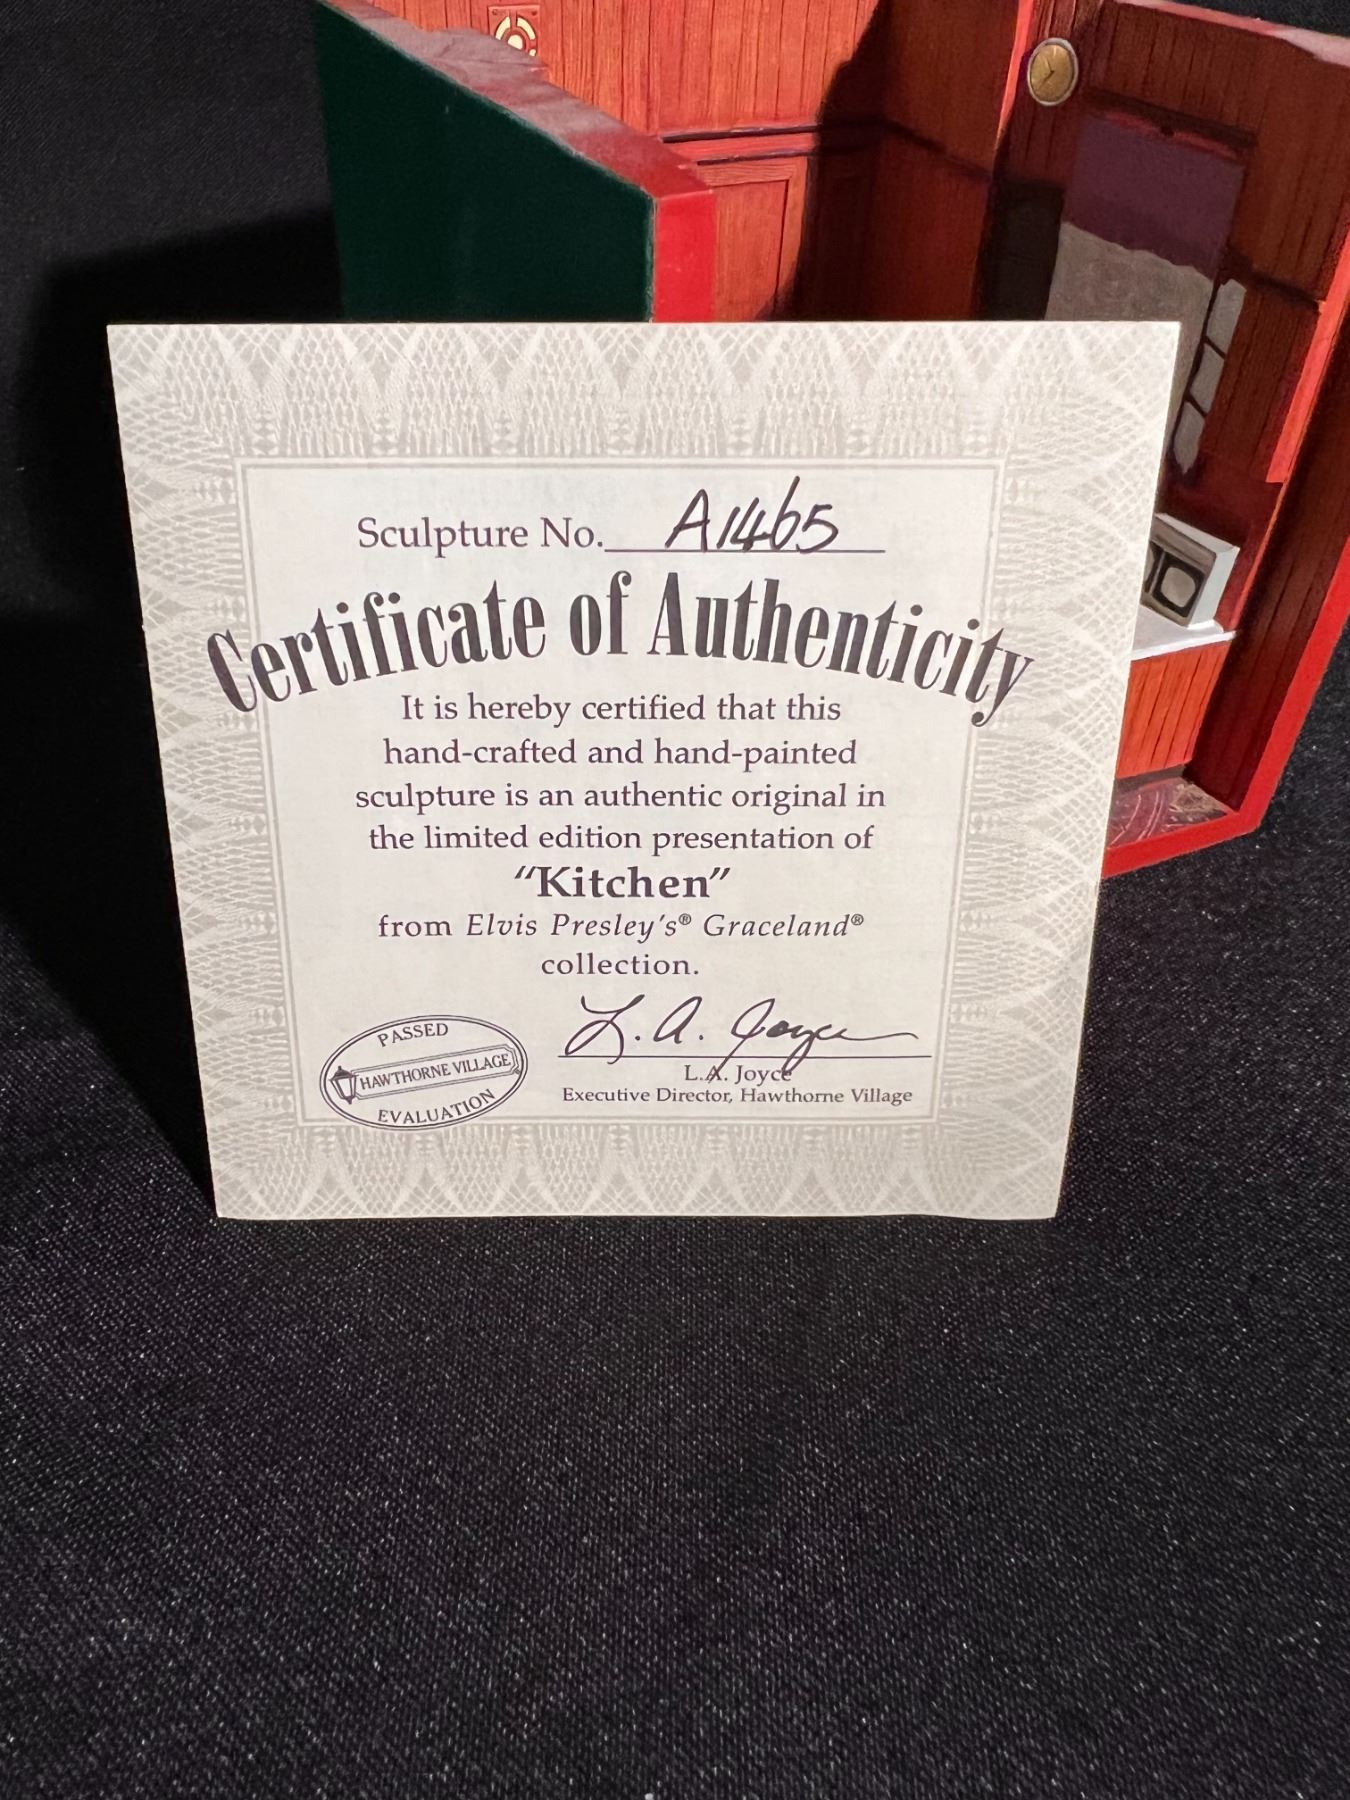 Sculpture No. A1465
Certificate of Authenticity
It is hereby certified that this
hand-crafted and hand-painted
sculpture is an authentic original in
the limited edition presentation of
“Kitchen”
from Elvis Presley's® Graceland®
collection.
PASSED
HAWTHORNE VILLAGE
EVALUATION
L. A. Joyce
L.A. Joyce
Executive Director, Hawthorne Village